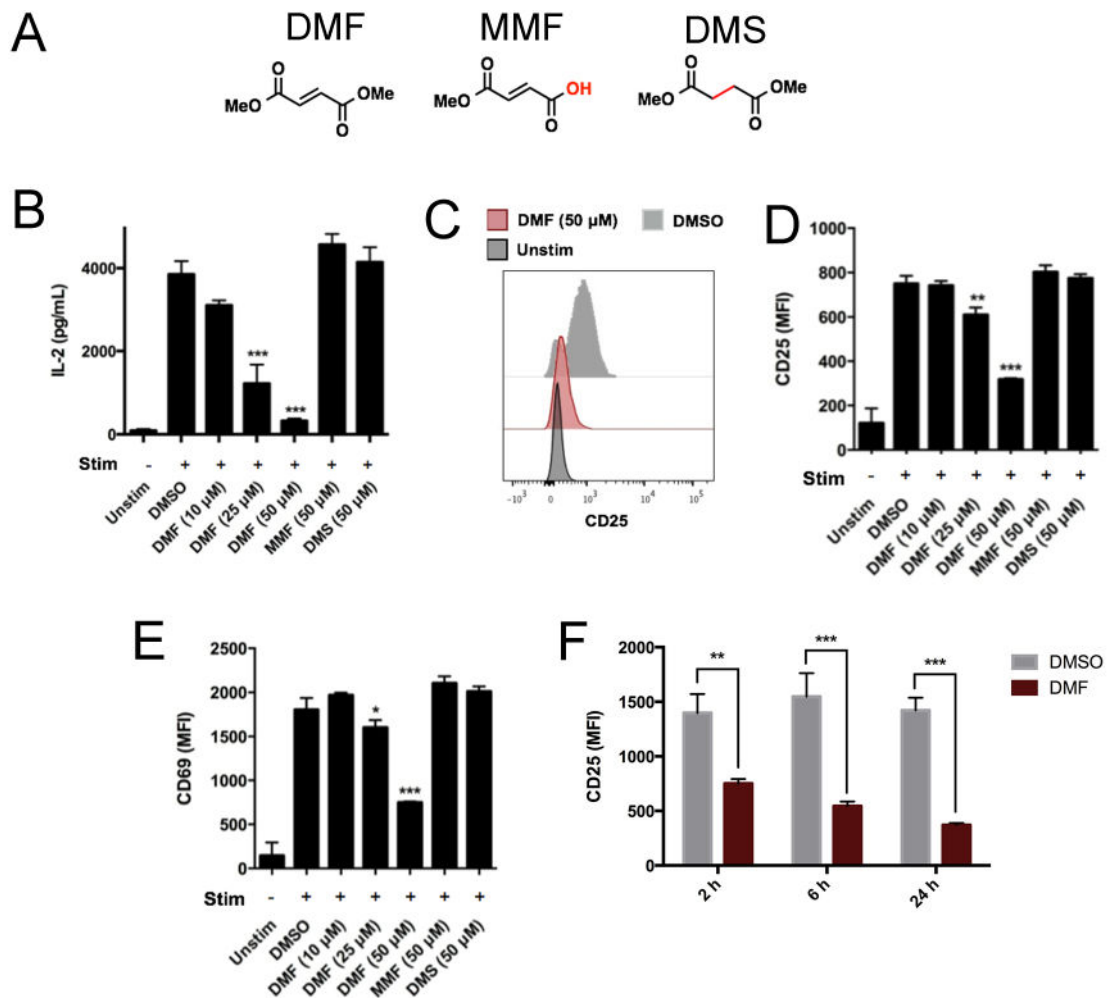 A
DMF
MMF
DMS
O
MeO
OMe
O
O
MeO
OH
O
O
MeO
OMe
O
B
IL-2 (pg/mL)
4000
2000
0
Stim - + + + + + +
Unstim
DMSO
DMF (10 µM)
DMF (25 µM)
DMF (50 µM)
MMF (50 µM)
DMS (50 µM)
***
***
C
DMF (50 µM)
DMSO
Unstim
-10³ 0 10³ 10⁴ 10⁵
CD25
D
CD25 (MFI)
1000
800
600
400
200
0
**
***
Stim - + + + + + +
Unstim
DMSO
DMF (10 µM)
DMF (25 µM)
DMF (50 µM)
MMF (50 µM)
DMS (50 µM)
E
CD69 (MFI)
2500
2000
1500
1000
500
0
*
***
Stim - + + + + + +
Unstim
DMSO
DMF (10 µM)
DMF (25 µM)
DMF (50 µM)
MMF (50 µM)
DMS (50 µM)
F
CD25 (MFI)
2000
1500
1000
500
0
**
***
***
2 h
6 h
24 h
DMSO
DMF